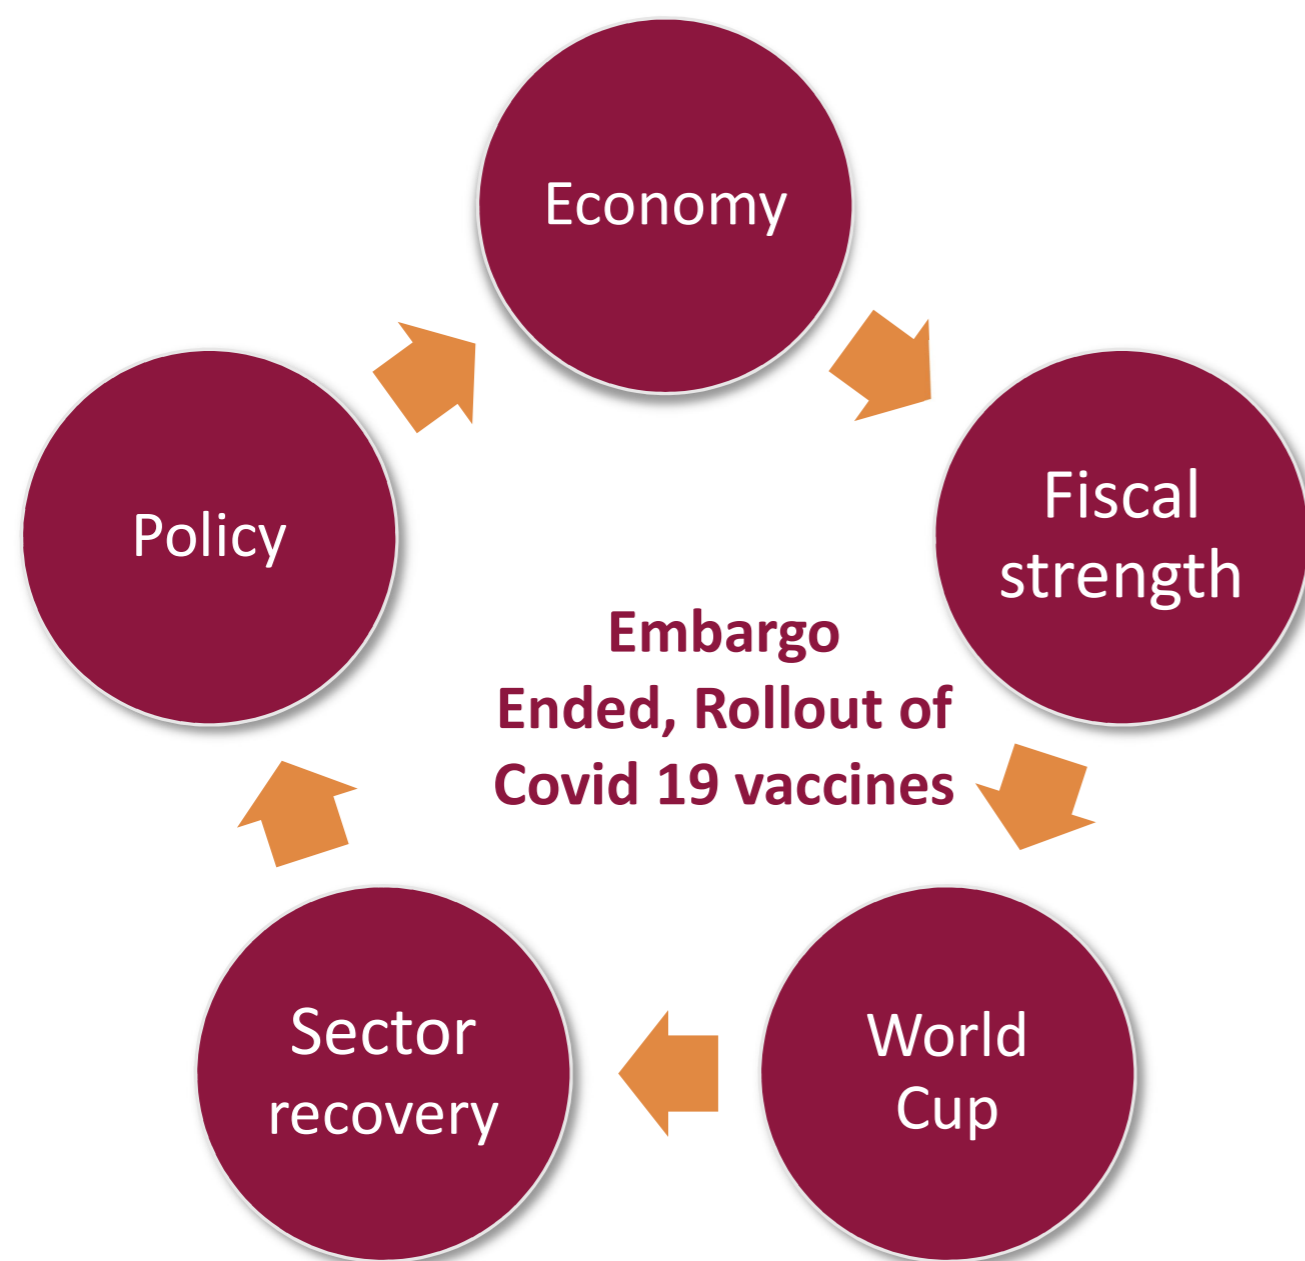 Economy
Fiscal
strength
World
Cup
Sector
recovery
Policy
Embargo
Ended, Rollout of
Covid 19 vaccines